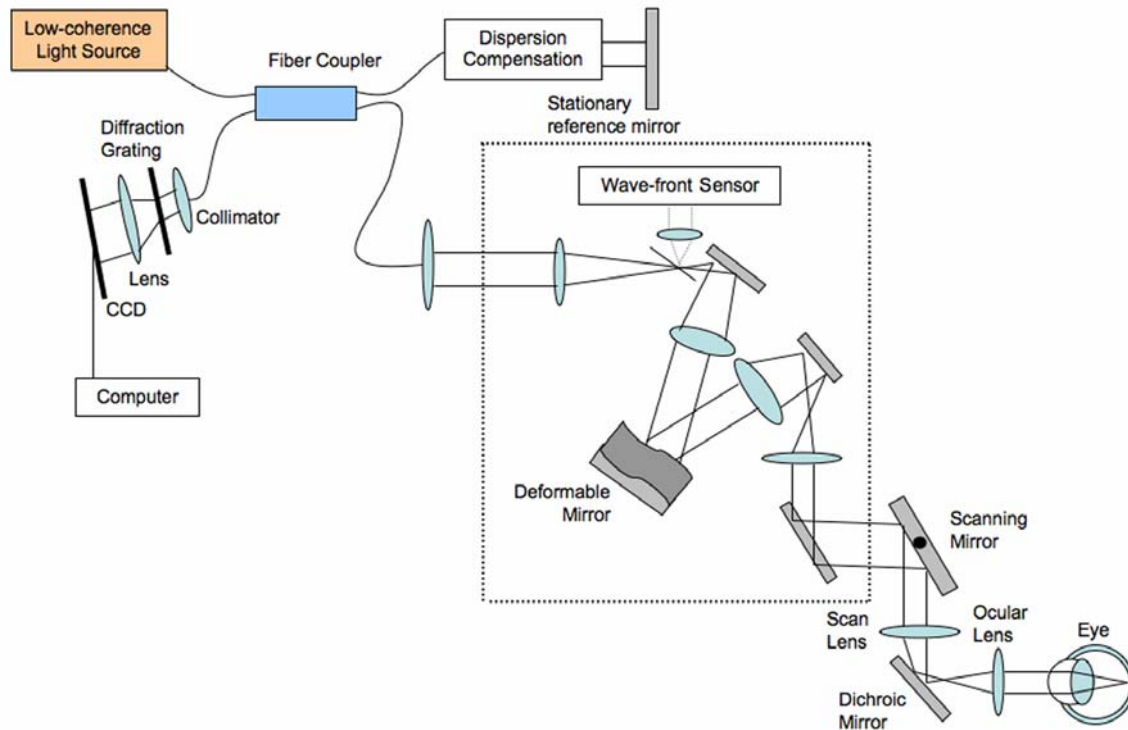 Low-coherence
Light Source
Fiber Coupler
Dispersion
Compensation
Stationary
reference mirror
Diffraction
Grating
Collimator
Lens
CCD
Computer
Wave-front Sensor
Deformable
Mirror
Scanning
Mirror
Scan
Lens
Ocular
Lens
Eye
Dichroic
Mirror